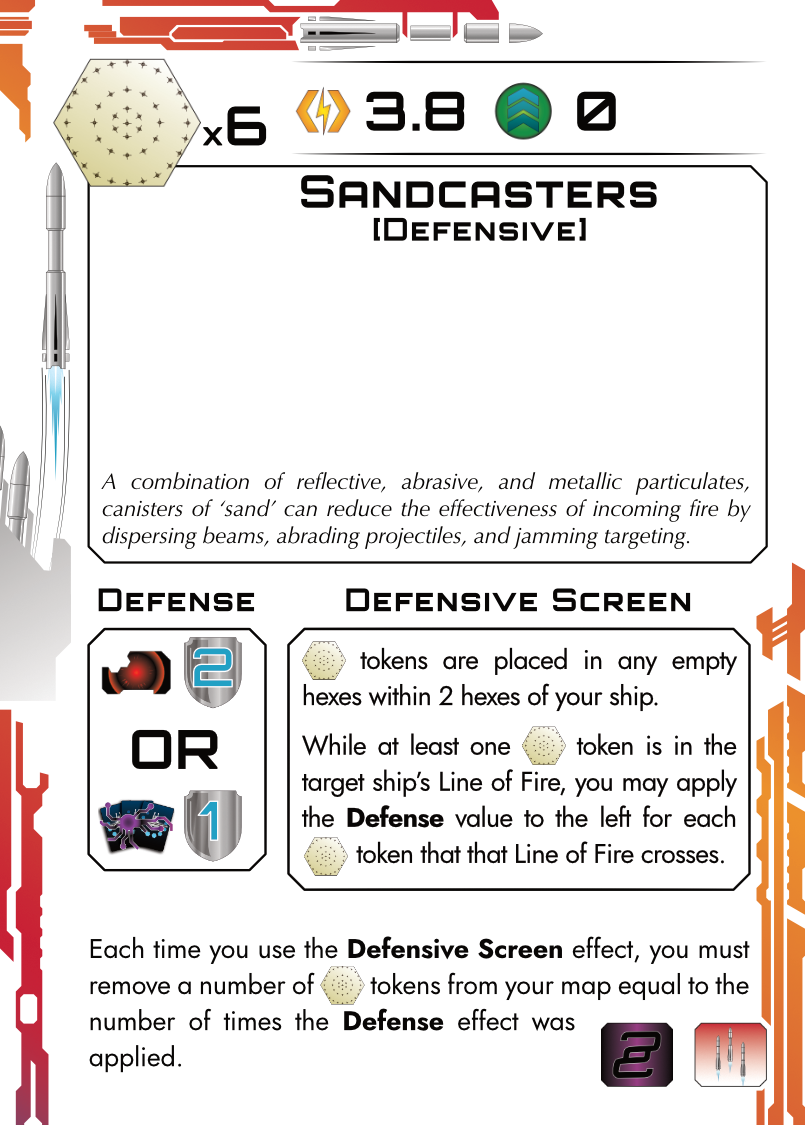 x6 3.8 0
SANDCASTERS
[DEFENSIVE]
A combination of reflective, abrasive, and metallic particulates,
canisters of ‘sand’ can reduce the effectiveness of incoming fire by
dispersing beams, abrading projectiles, and jamming targeting.
DEFENSE
2
OR
1
DEFENSIVE SCREEN
tokens are placed in any empty
hexes within 2 hexes of your ship.
While at least one token is in the
target ship’s Line of Fire, you may apply
the Defense value to the left for each
token that that Line of Fire crosses.
Each time you use the Defensive Screen effect, you must
remove a number of tokens from your map equal to the
number of times the Defense effect was
applied.
2